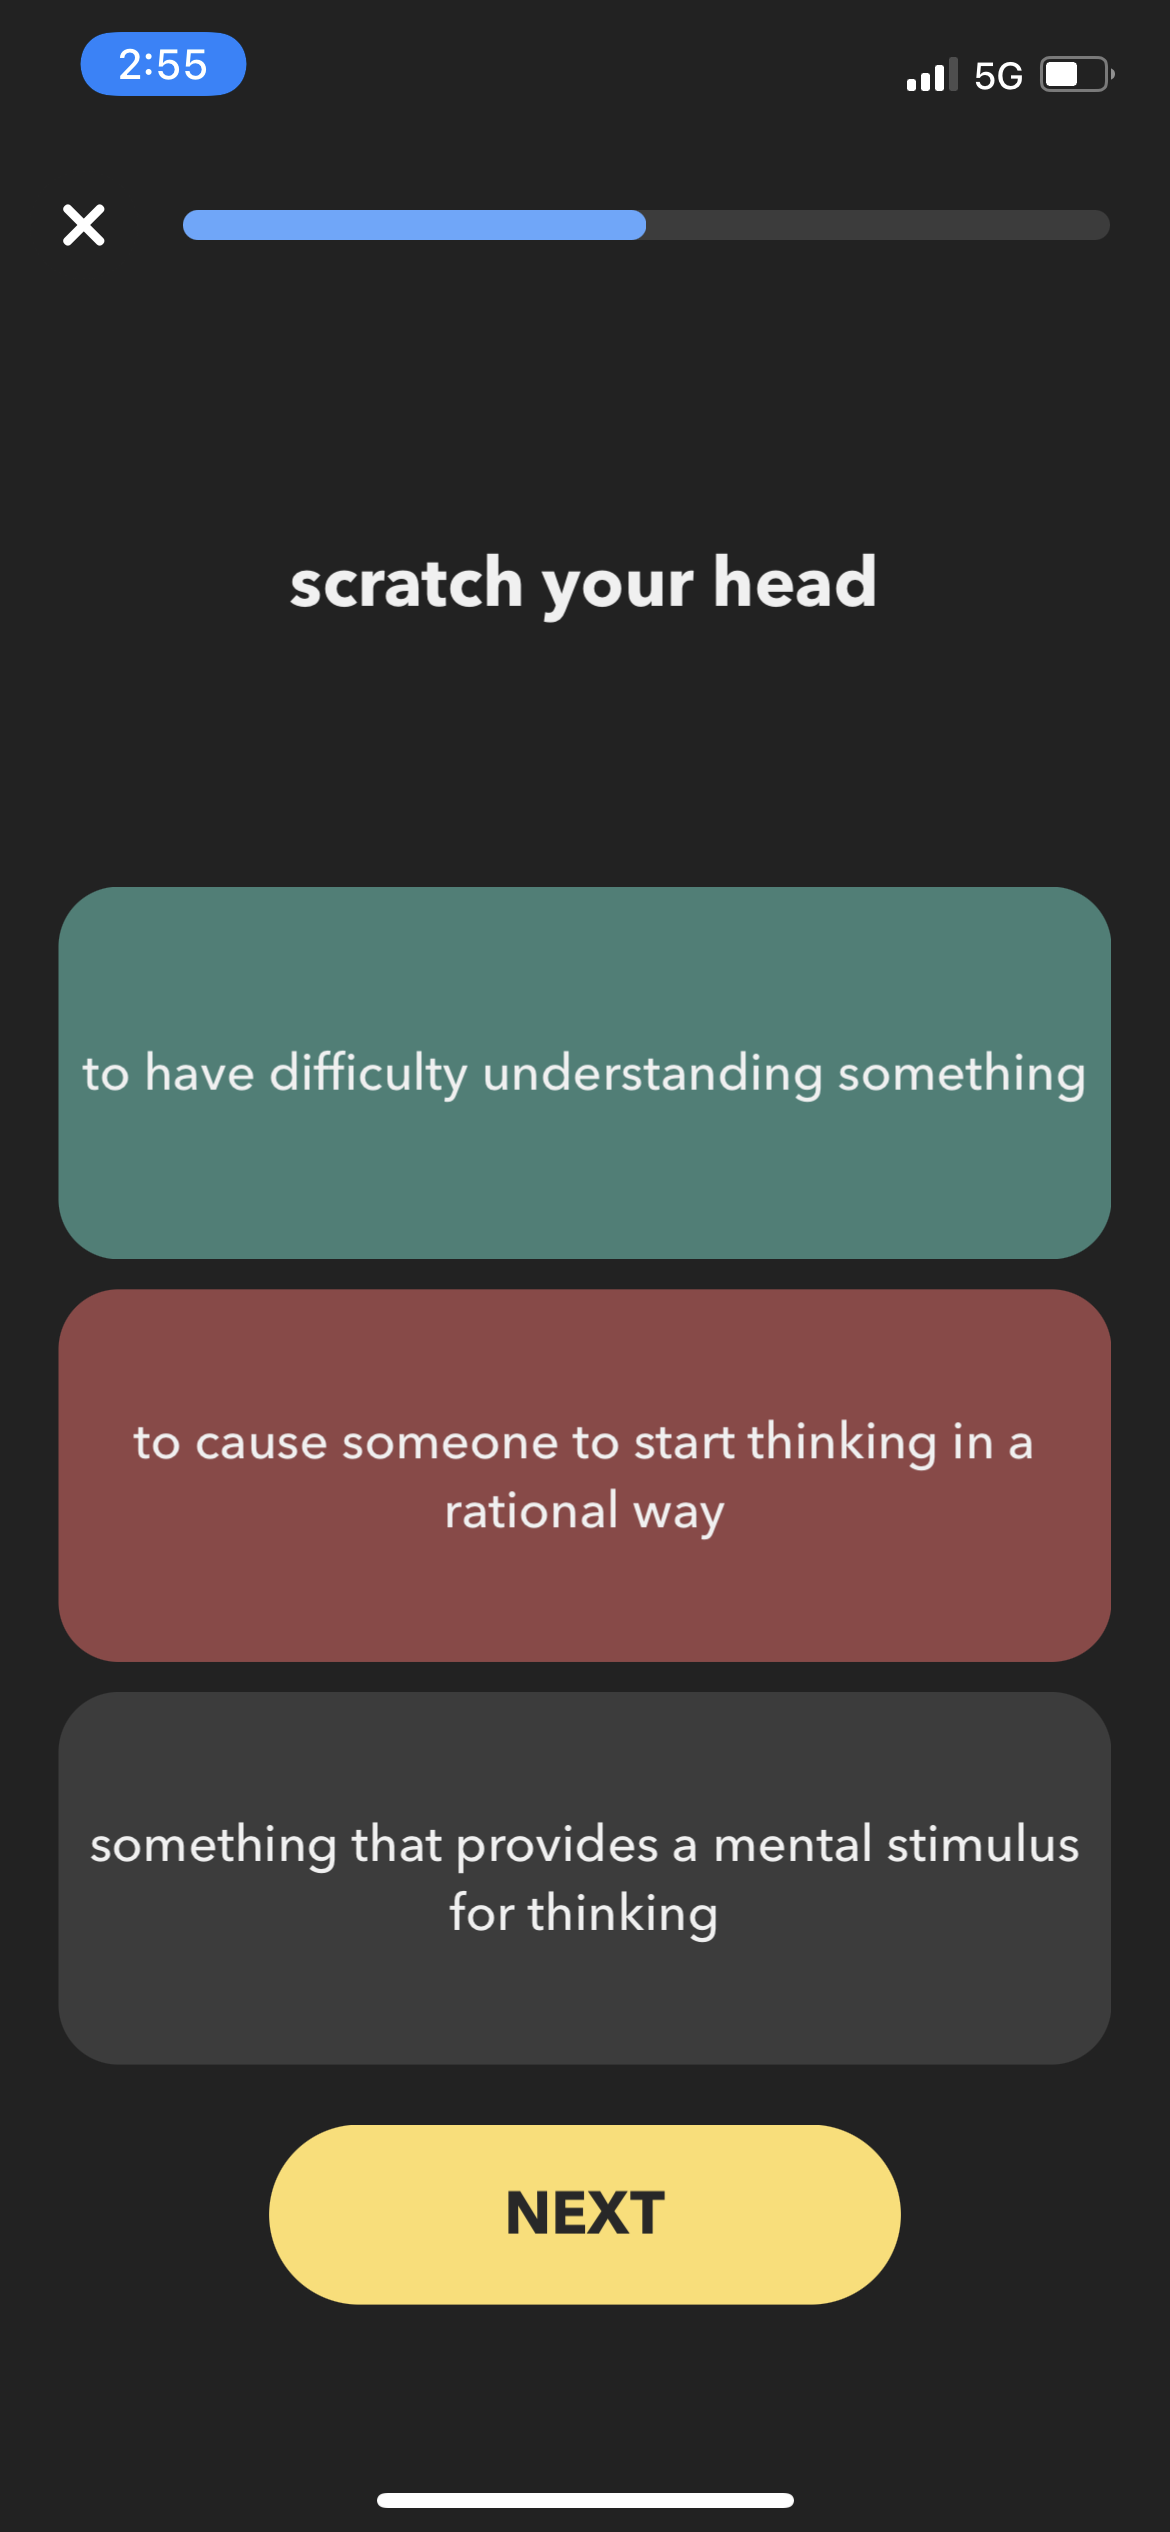 2:55
5G
scratch your head
to have difficulty understanding something
to cause someone to start thinking in a
rational way
something that provides a mental stimulus
for thinking
NEXT